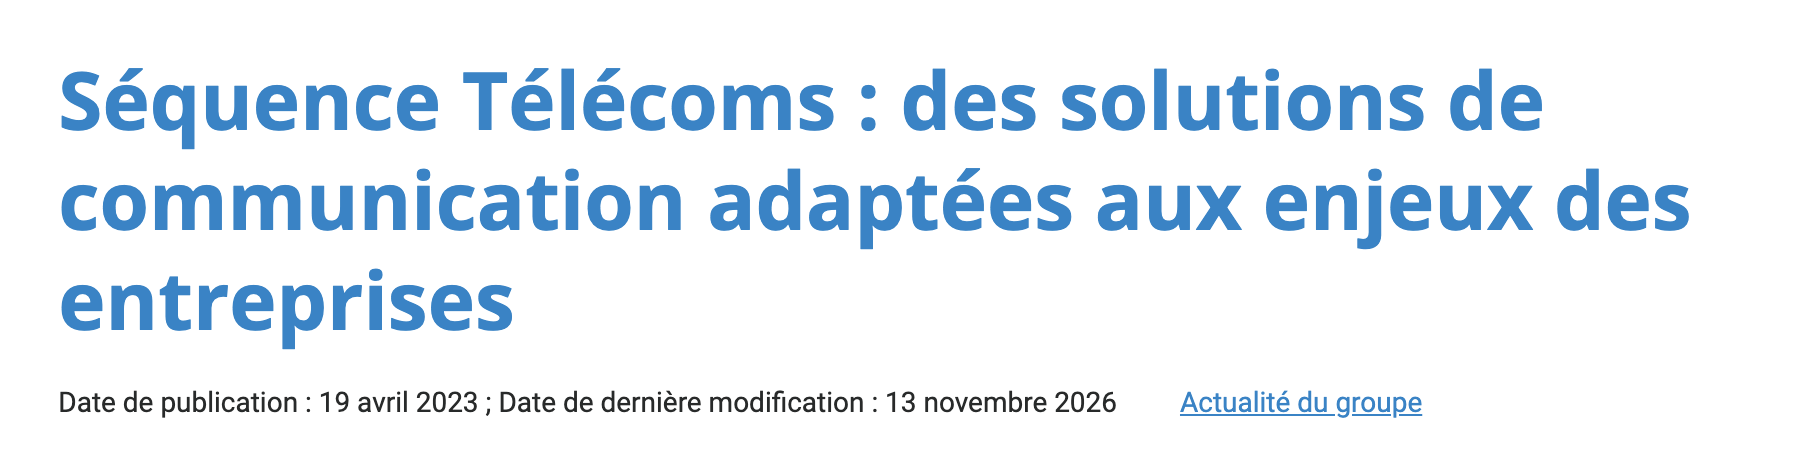 Séquence Télécoms : des solutions de
communication adaptées aux enjeux des
entreprises
Date de publication : 19 avril 2023 ; Date de dernière modification : 13 novembre 2026 Actualité du groupe